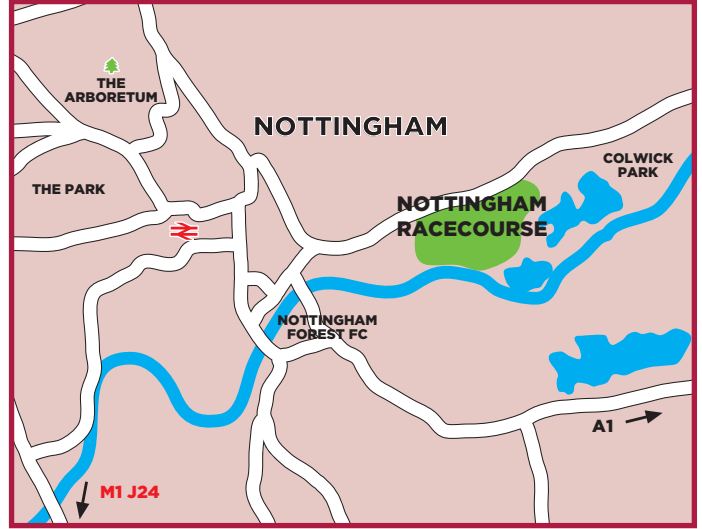 THE
ARBORETUM
NOTTINGHAM
COLWICK
PARK
THE PARK
NOTTINGHAM
RACECOURSE
NOTTINGHAM
FOREST FC
A1
M1 J24